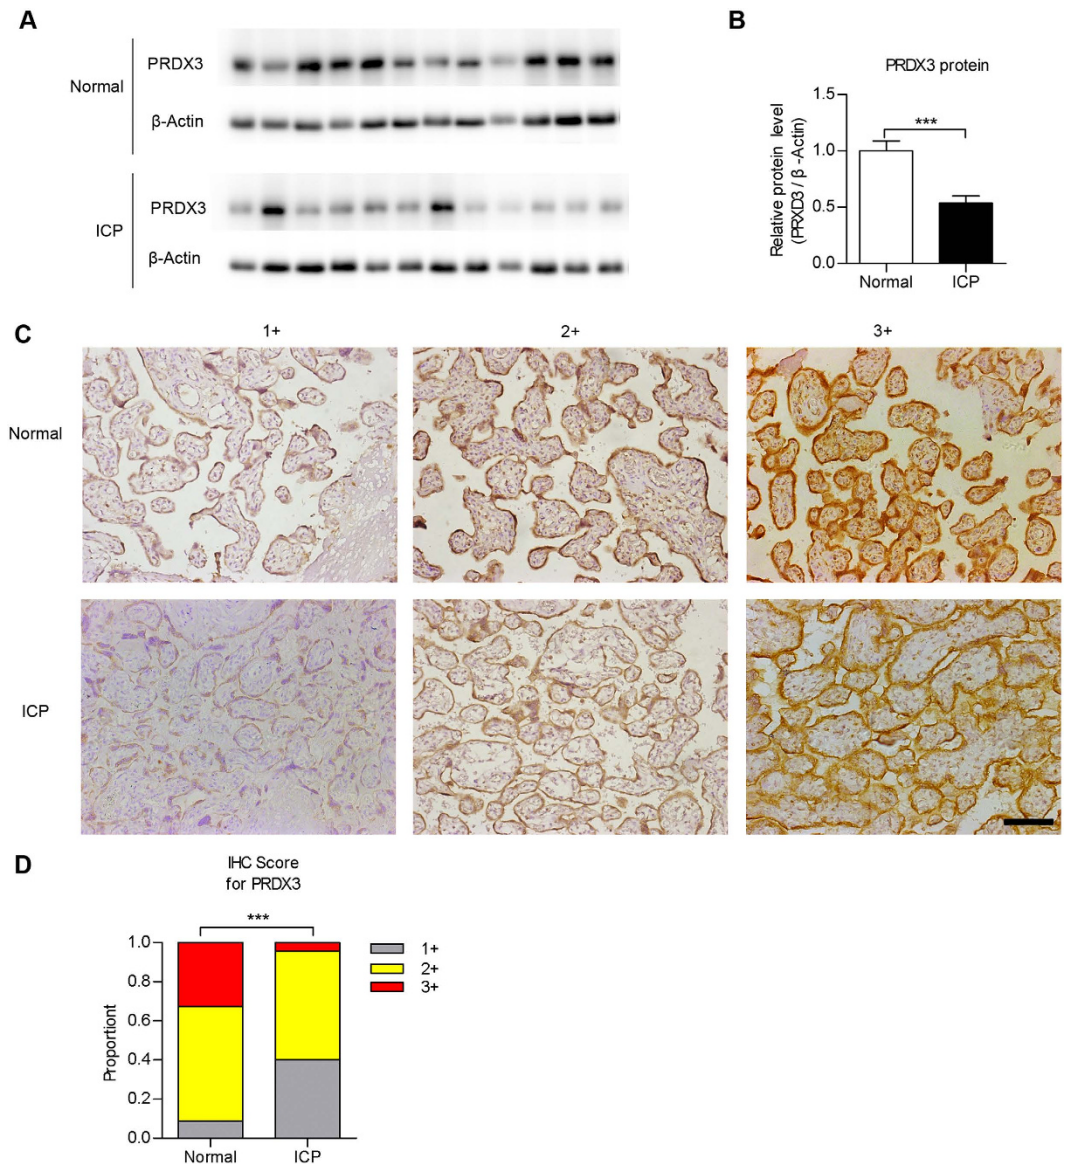 A
Normal
PRDX3
β-Actin
ICP
PRDX3
β-Actin
B
PRDX3 protein
Relative protein level
(PRXD3 / β -Actin)
1.5
1.0
0.5
0.0
***
Normal
ICP
C
1+
2+
3+
Normal
ICP
D
IHC Score
for PRDX3
***
Proportiont
1.0
0.8
0.6
0.4
0.2
0.0
Normal
ICP
1+
2+
3+